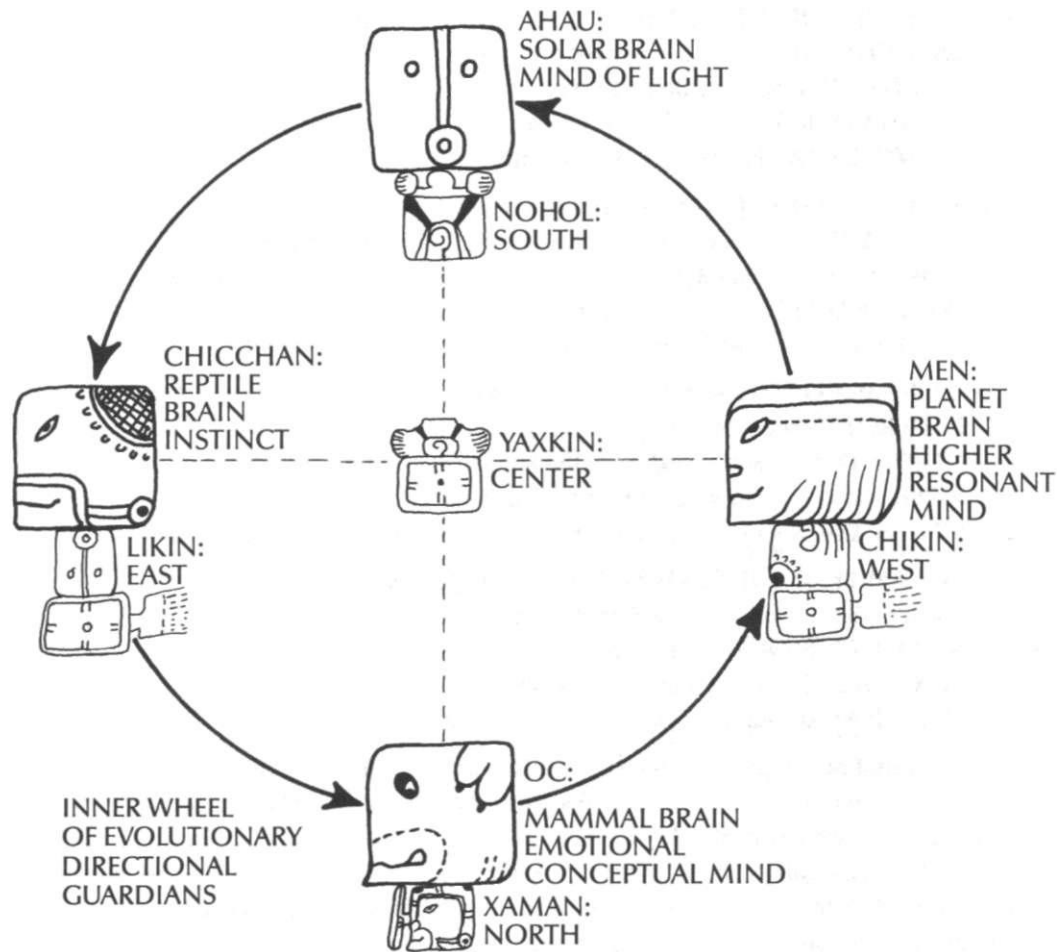 AHAU:
SOLAR BRAIN
MIND OF LIGHT
NOHOL:
SOUTH
CHICCHAN:
REPTILE
BRAIN
INSTINCT
LIKIN:
EAST
YAXKIN:
CENTER
MEN:
PLANET
BRAIN
HIGHER
RESONANT
MIND
CHIKIN:
WEST
OC:
MAMMAL BRAIN
EMOTIONAL
CONCEPTUAL MIND
XAMAN:
NORTH
INNER WHEEL
OF EVOLUTIONARY
DIRECTIONAL
GUARDIANS